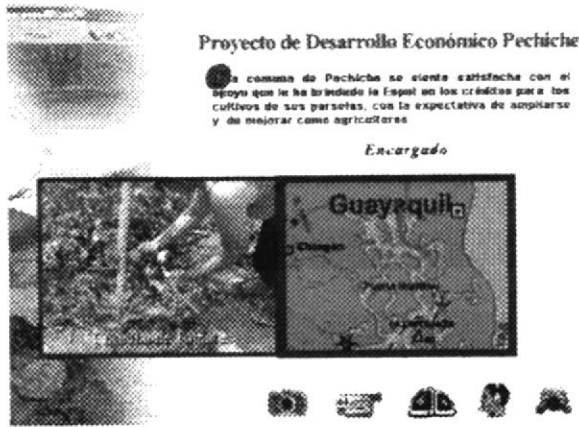 Proyecto de Desarrollo Económico Pechiche
la comuna de Pechiche se siente satisfecha con el
apoyo que le ha brindado la Espol en los créditos para los
cultivos de sus parselas, con la expectativa de ampliarse
y de mejorar como agricultores
Encargado
Guayaquil
Chongón